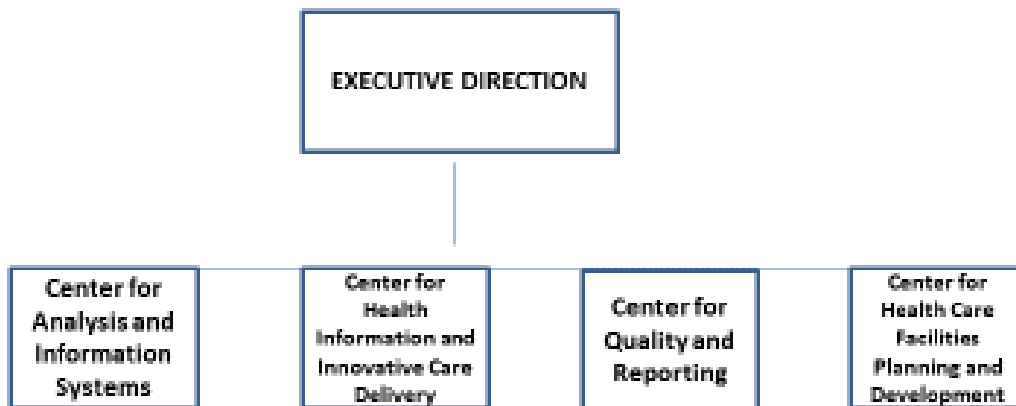 EXECUTIVE DIRECTION
Center for
Analysis and
Information
Systems
Center for
Health
Information and
Innovative Care
Delivery
Center for
Quality and
Reporting
Center for
Health Care
Facilities
Planning and
Development